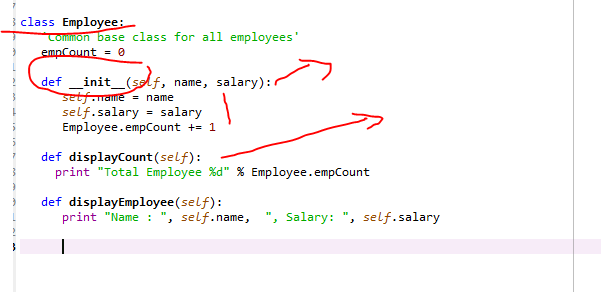 class Employee:
'Common base class for all employees'
empCount = 0
def __init__(self, name, salary):
self.name = name
self.salary = salary
Employee.empCount += 1
def displayCount(self):
print "Total Employee %d" % Employee.empCount
def displayEmployee(self):
print "Name : ", self.name,  ", Salary: ", self.salary